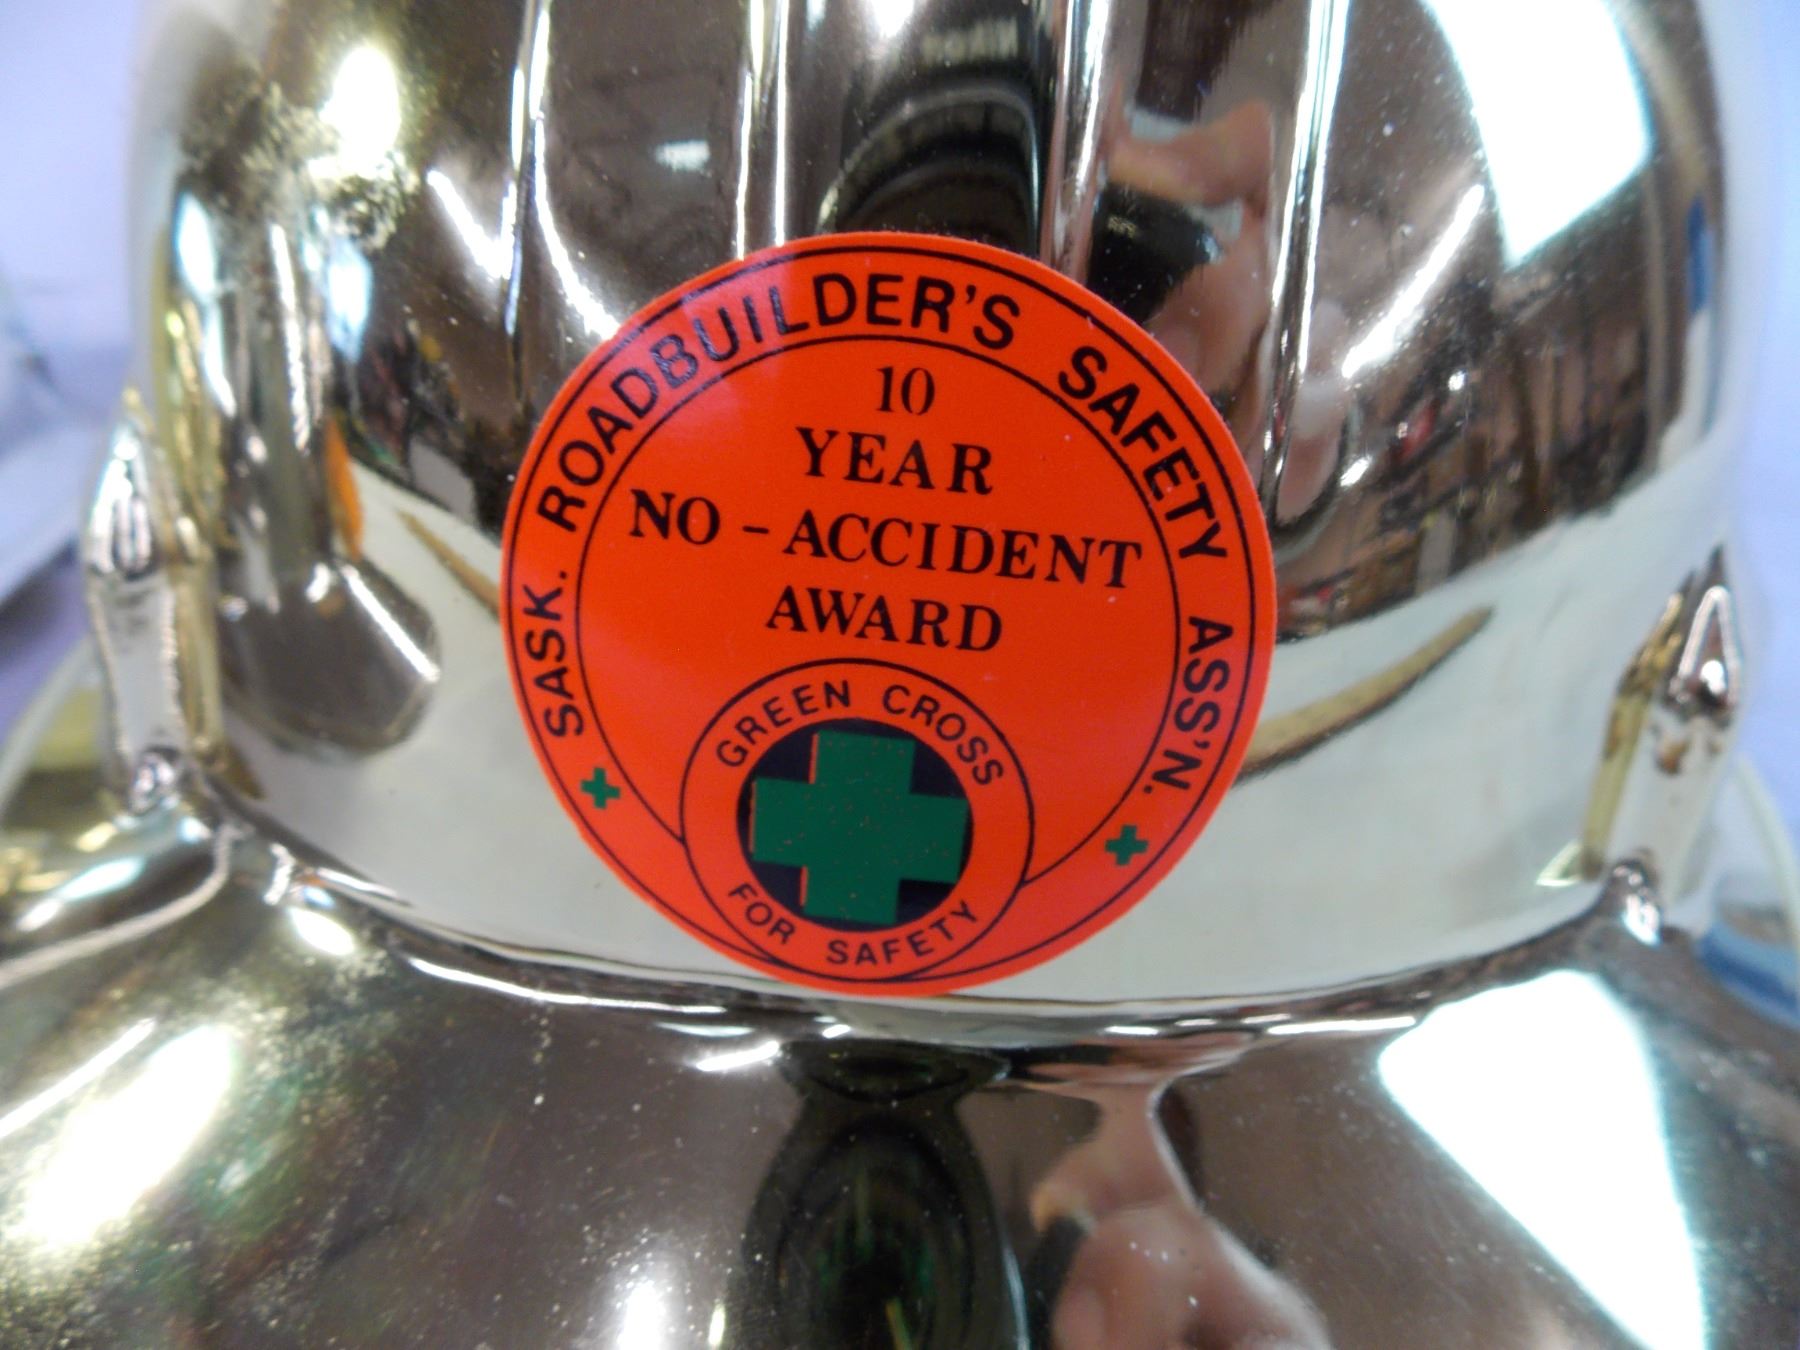 SASK. ROADBUILDER'S SAFETY ASS'N.
10
YEAR
NO - ACCIDENT
AWARD
GREEN CROSS
FOR SAFETY